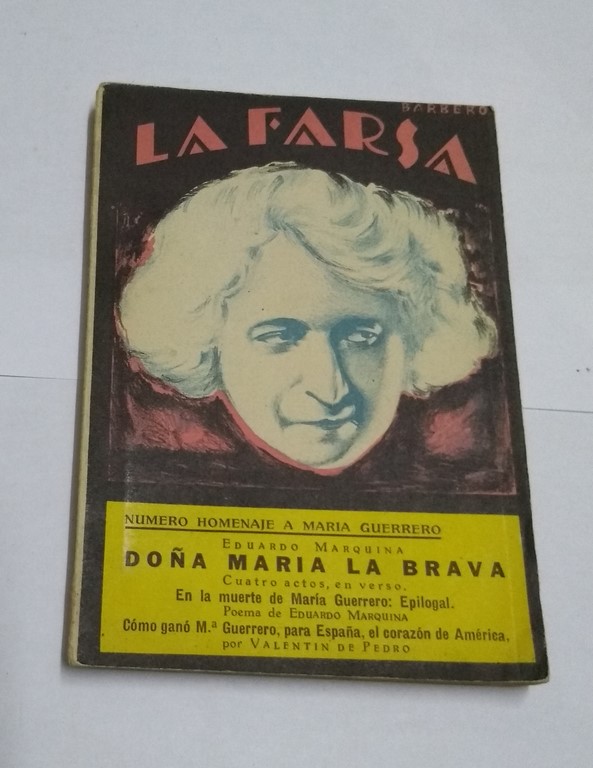 BARBERO
LA FARSA
NUMERO HOMENAJE A MARIA GUERRERO
EDUARDO MARQUINA
DOÑA MARIA LA BRAVA
Cuatro actos, en verso.
En la muerte de María Guerrero: Epilogal.
Poema de EDUARDO MARQUINA
Cómo ganó M.ª Guerrero, para España, el corazón de América,
por VALENTIN DE PEDRO